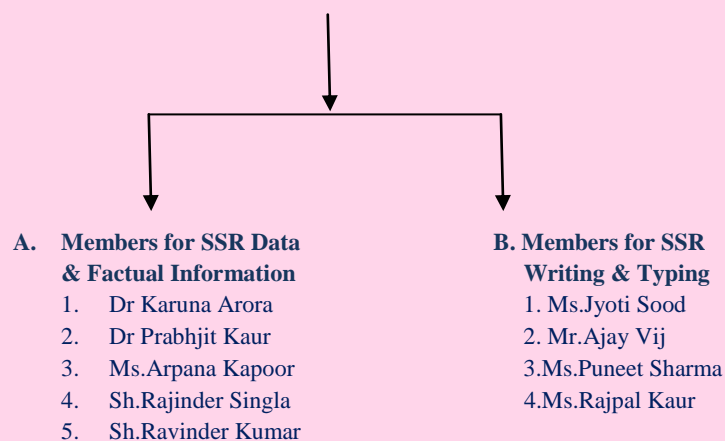 A. Members for SSR Data
& Factual Information
1. Dr Karuna Arora
2. Dr Prabhjit Kaur
3. Ms.Arpana Kapoor
4. Sh.Rajinder Singla
5. Sh.Ravinder Kumar
B. Members for SSR
Writing & Typing
1. Ms.Jyoti Sood
2. Mr.Ajay Vij
3.Ms.Puneet Sharma
4.Ms.Rajpal Kaur